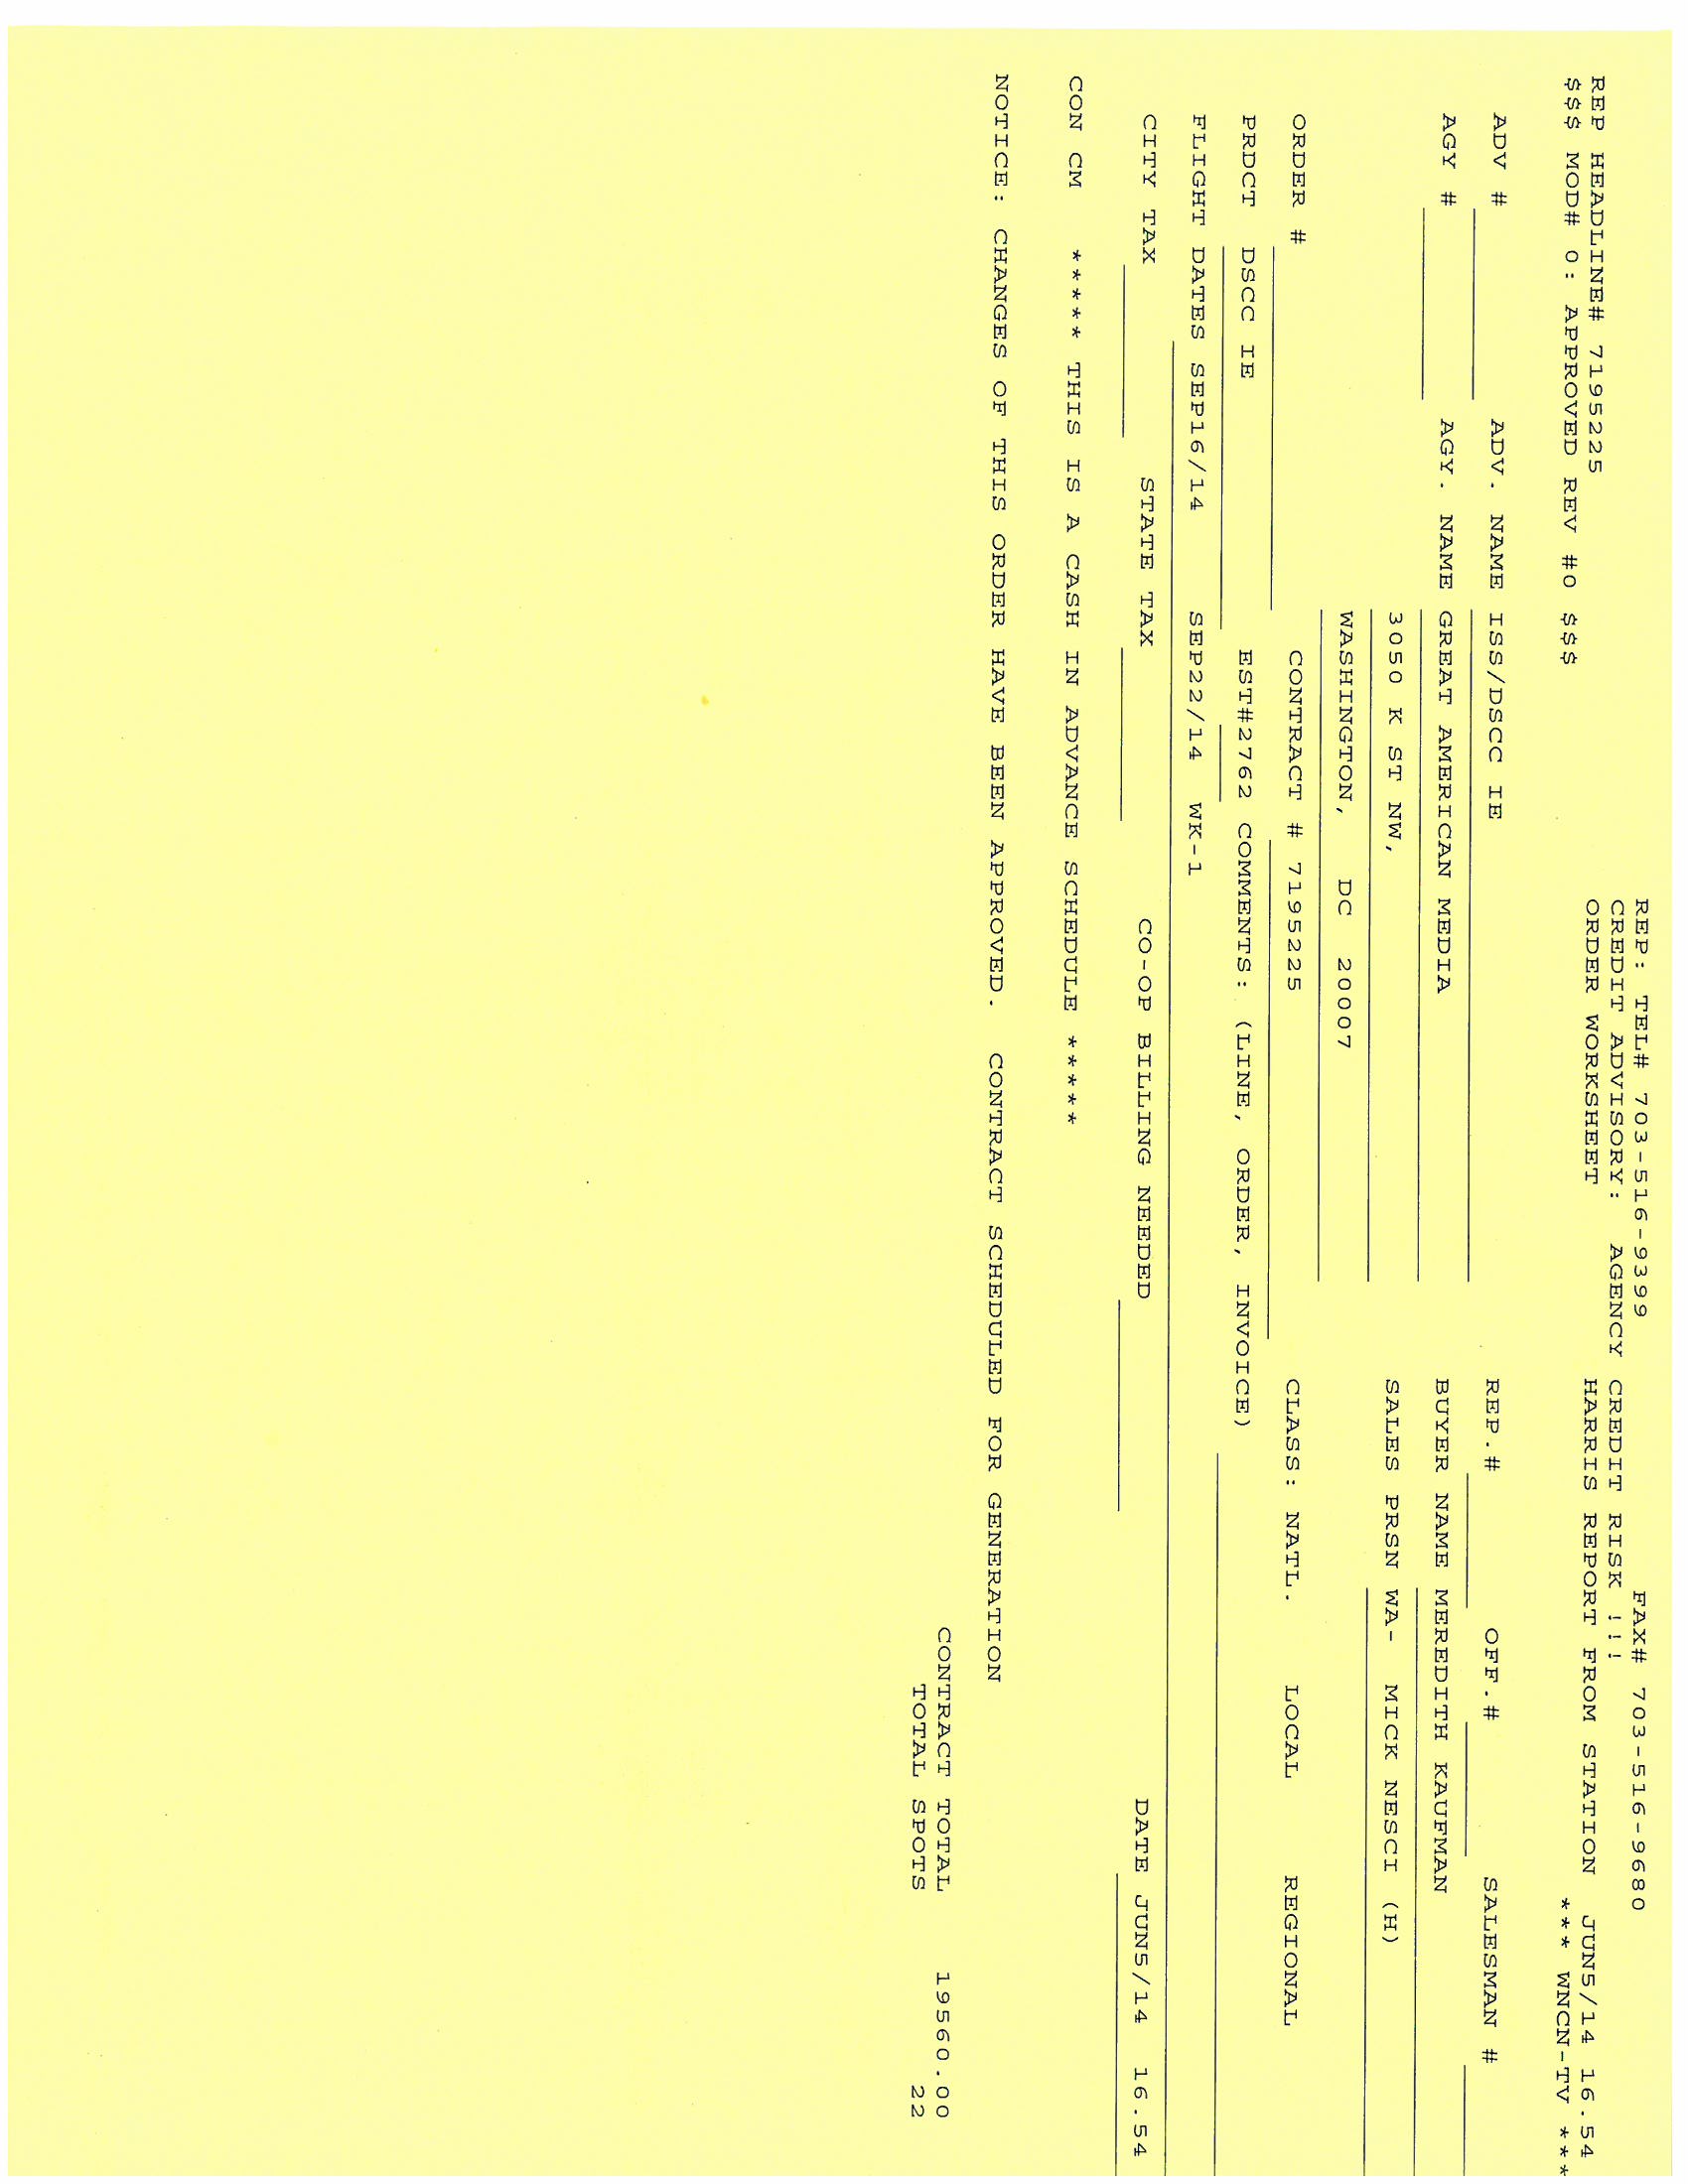 REP: TEL# 703-516-9399 FAX# 703-516-9680
CREDIT ADVISORY: AGENCY CREDIT RISK !!!
REP HEADLINE# 7195225 ORDER WORKSHEET HARRIS REPORT FROM STATION JUN5/14 16.54
$$$ MOD# 0: APPROVED REV #0 $$$ *** WNCN-TV ***
ADV # ADV. NAME ISS/DSCC IE REP.# OFF.# SALESMAN #
AGY # AGY. NAME GREAT AMERICAN MEDIA BUYER NAME MEREDITH KAUFMAN
3050 K ST NW, SALES PRSN WA- MICK NESCI (H)
WASHINGTON, DC 20007
ORDER # CONTRACT # 7195225 CLASS: NATL. LOCAL REGIONAL
PRDCT DSCC IE EST#2762 COMMENTS: (LINE, ORDER, INVOICE)
FLIGHT DATES SEP16/14 SEP22/14 WK-1
CITY TAX STATE TAX CO-OP BILLING NEEDED DATE JUN5/14 16.54
CON CM ***** THIS IS A CASH IN ADVANCE SCHEDULE *****
NOTICE: CHANGES OF THIS ORDER HAVE BEEN APPROVED. CONTRACT SCHEDULED FOR GENERATION
CONTRACT TOTAL 19560.00
TOTAL SPOTS 22